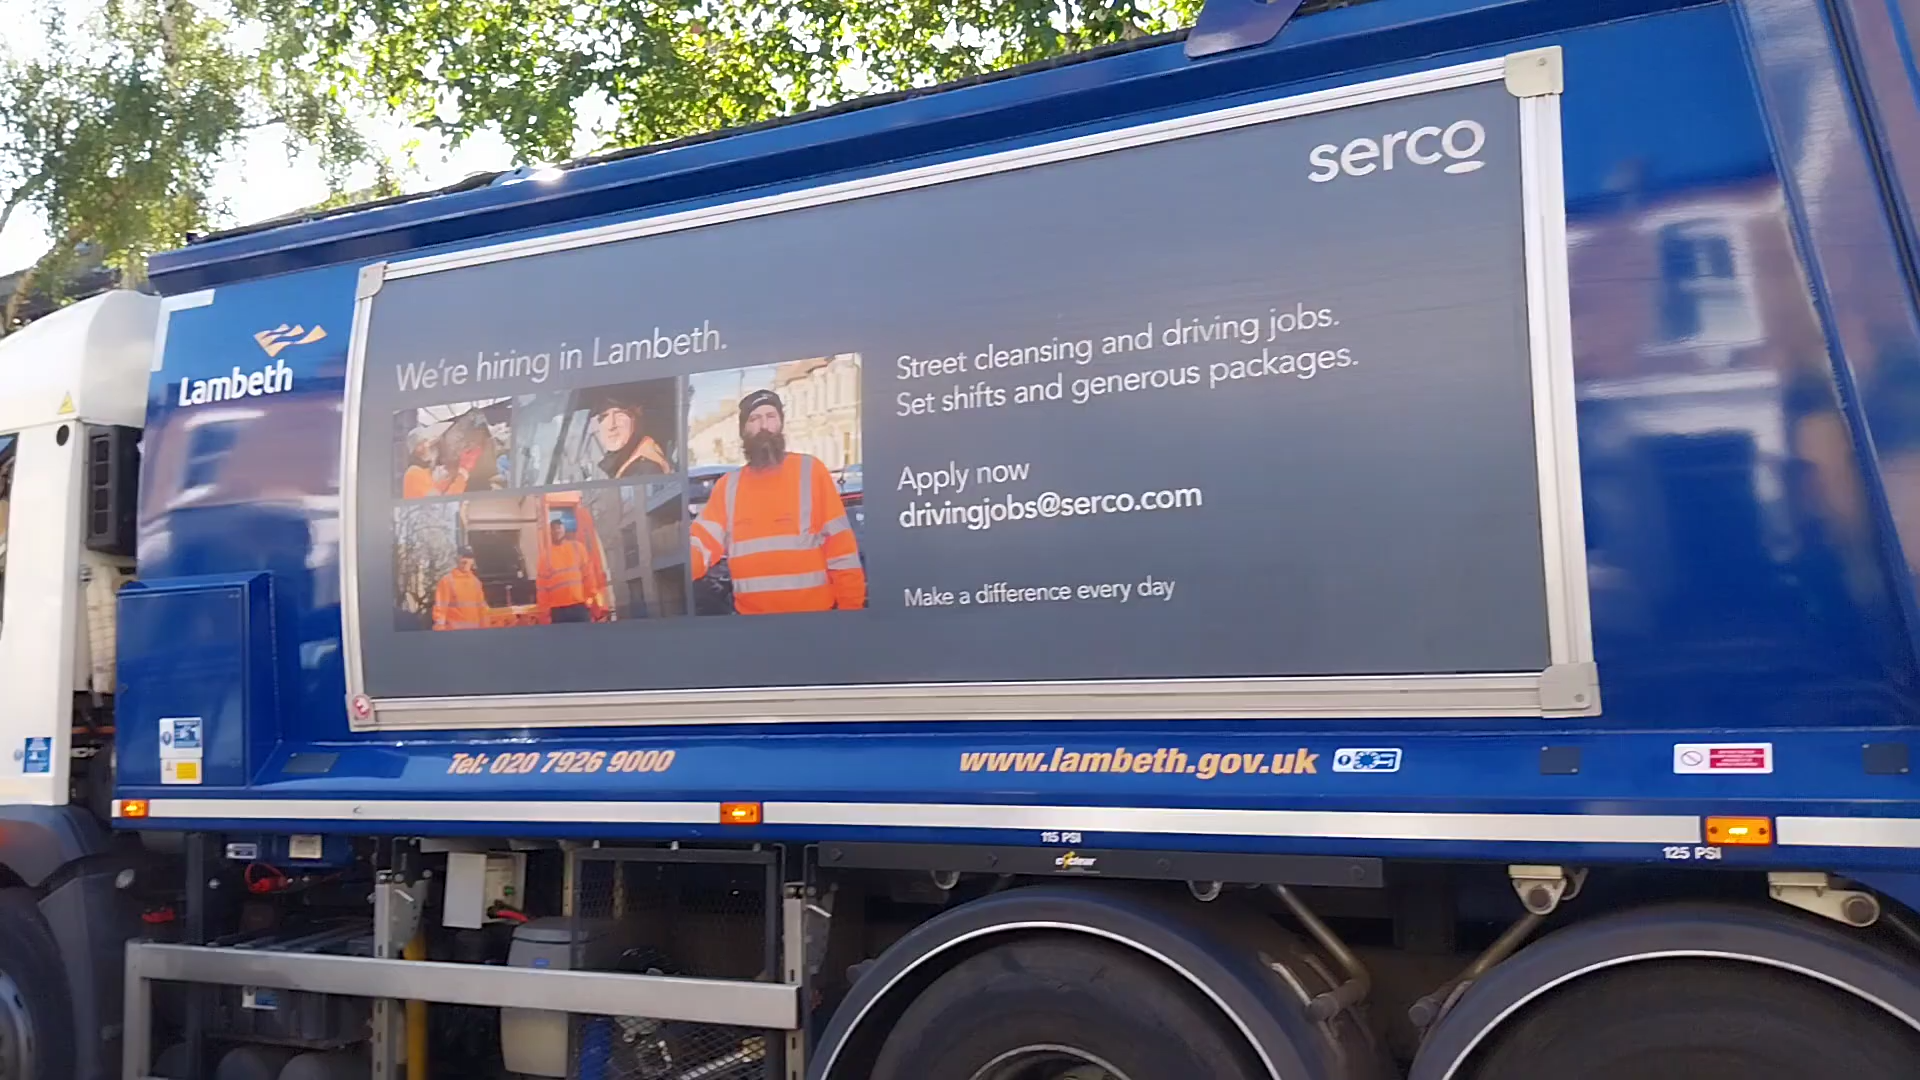 serco
Lambeth
We're hiring in Lambeth.
Street cleansing and driving jobs.
Set shifts and generous packages.
Apply now
drivingjobs@serco.com
Make a difference every day
Tel: 020 7926 9000
www.lambeth.gov.uk
115 PSI
125 PSI